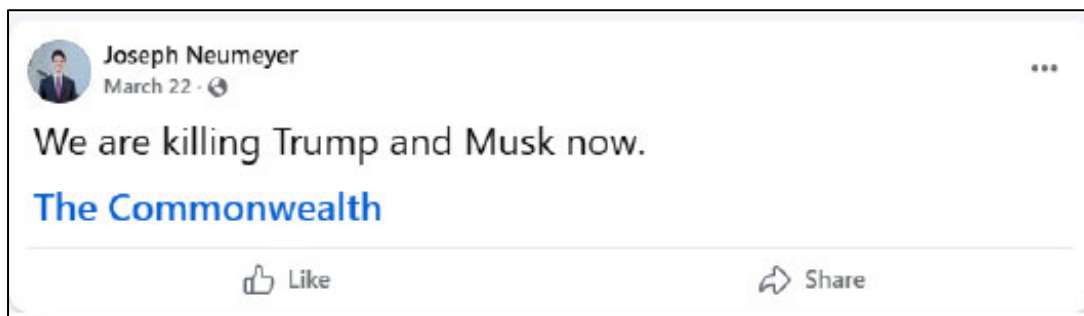 Joseph Neumeyer
March 22 ·
We are killing Trump and Musk now.
The Commonwealth
Like
Share